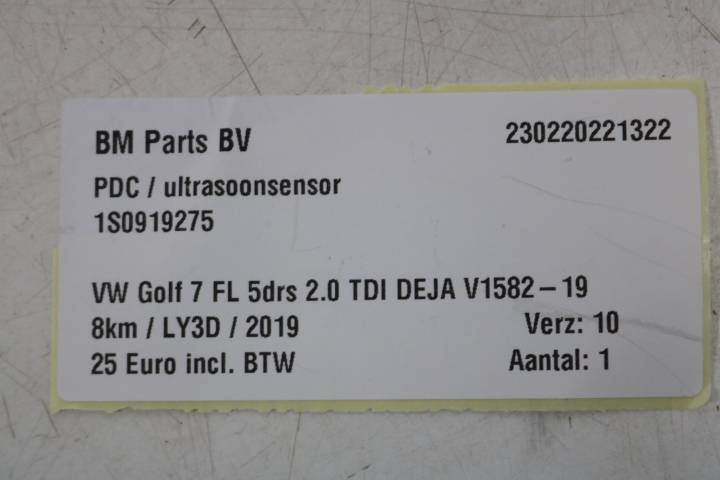 BM Parts BV 230220221322
PDC / ultrasoonsensor
1S0919275
VW Golf 7 FL 5drs 2.0 TDI DEJA V1582 – 19
8km / LY3D / 2019 Verz: 10
25 Euro incl. BTW Aantal: 1